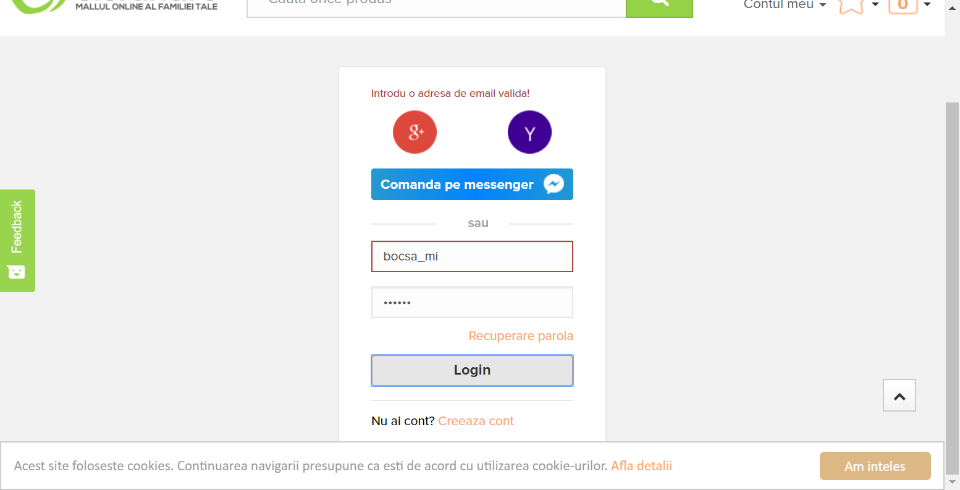 MALLUL ONLINE AL FAMILIEI TALE
Cauta orice produs
Contul meu
0
Introdu o adresa de email valida!
g+
Y
Comanda pe messenger
sau
bocsa_mi
••••••
Recuperare parola
Login
Nu ai cont? Creeaza cont
Feedback
Acest site foloseste cookies. Continuarea navigarii presupune ca esti de acord cu utilizarea cookie-urilor. Afla detalii
Am inteles